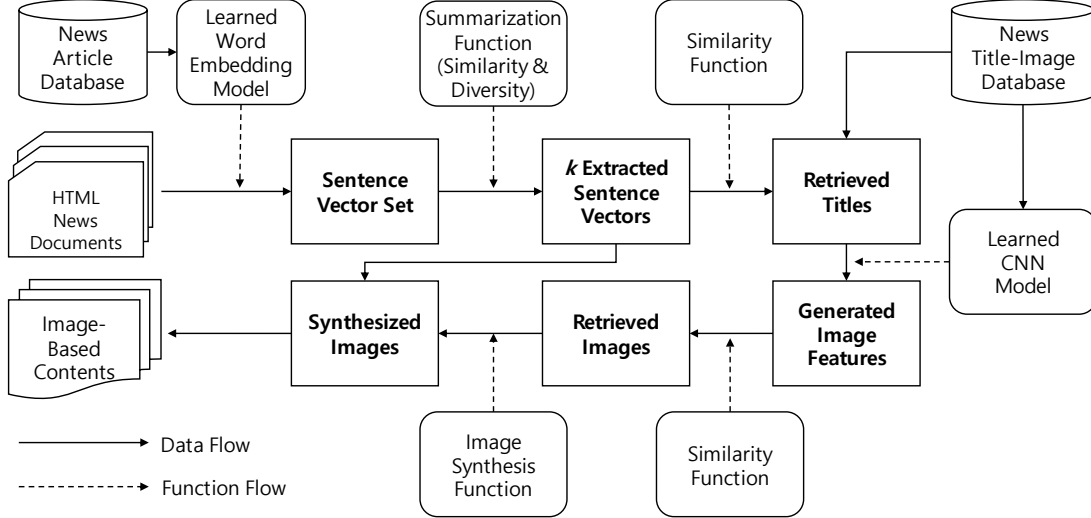 News
Article
Database
Learned
Word
Embedding
Model
Summarization
Function
(Similarity &
Diversity)
Similarity
Function
News
Title-Image
Database
HTML
News
Documents
Sentence
Vector Set
k Extracted
Sentence
Vectors
Retrieved
Titles
Learned
CNN
Model
Image-
Based
Contents
Synthesized
Images
Retrieved
Images
Generated
Image
Features
Data Flow
Function Flow
Image
Synthesis
Function
Similarity
Function